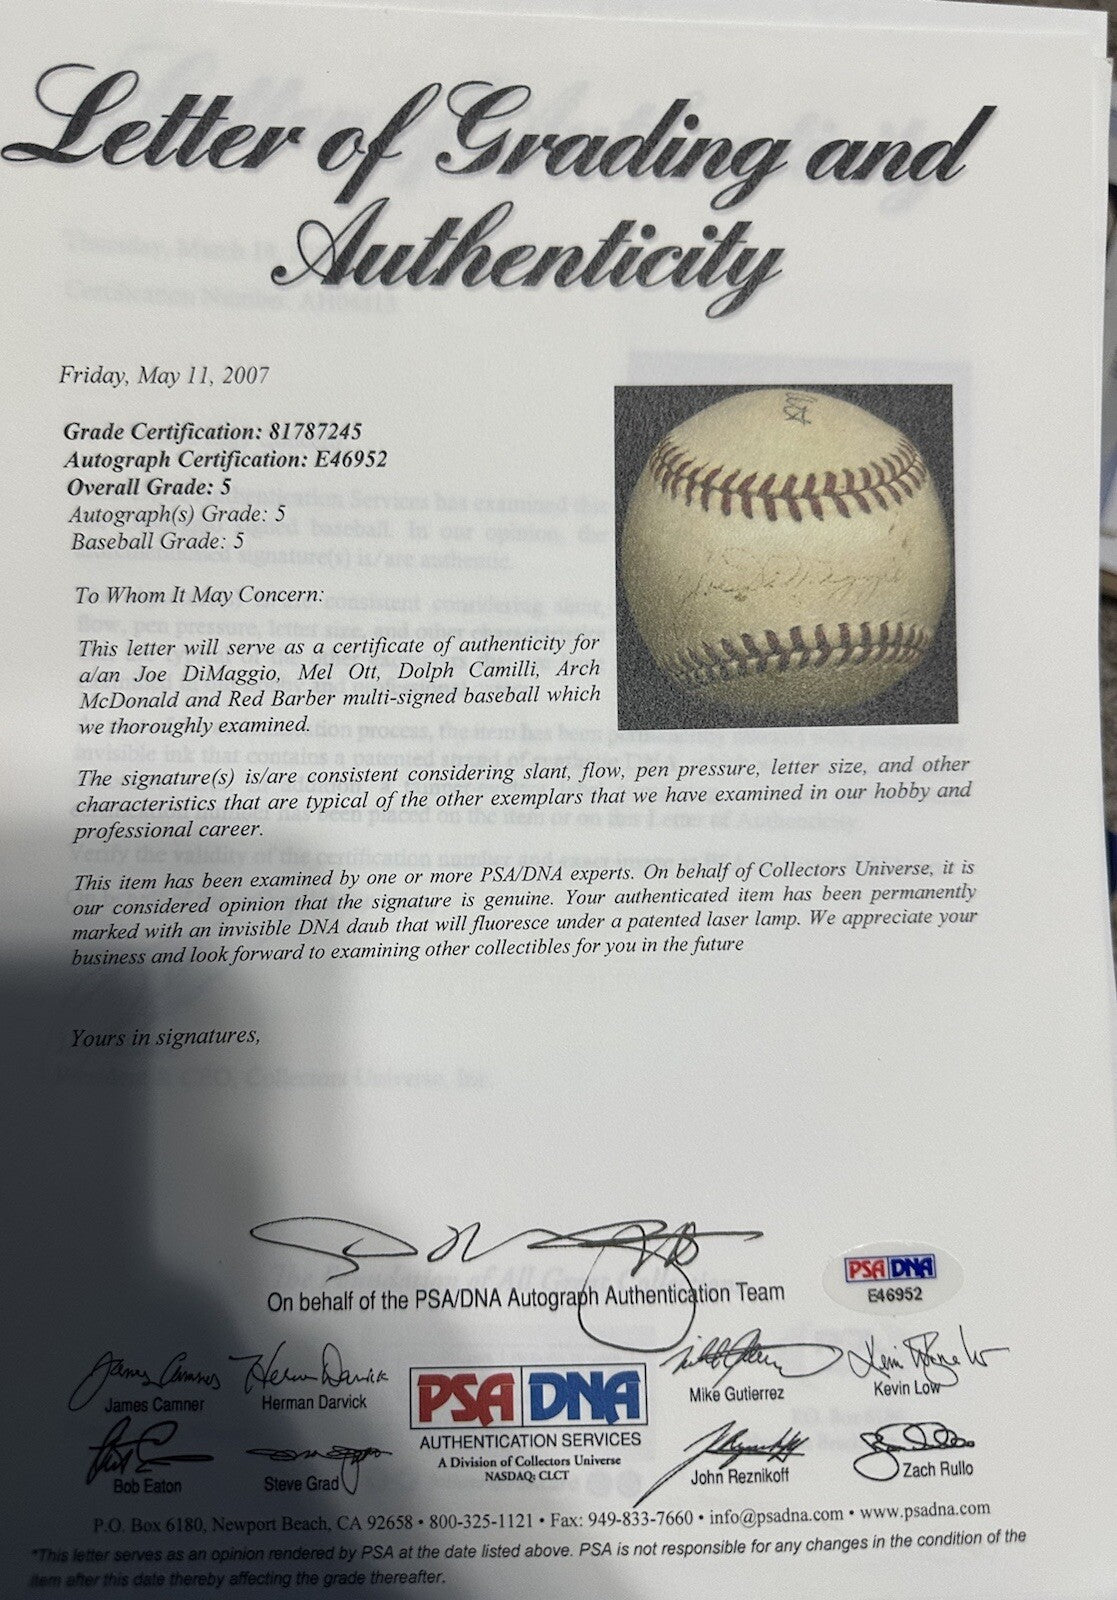 Letter of Grading and
Authenticity
Friday, May 11, 2007
Grade Certification: 81787245
Autograph Certification: E46952
Overall Grade: 5
Autograph(s) Grade: 5
Baseball Grade: 5
To Whom It May Concern:
This letter will serve as a certificate of authenticity for
a/an Joe DiMaggio, Mel Ott, Dolph Camilli, Arch
McDonald and Red Barber multi-signed baseball which
we thoroughly examined.
Joe DiMaggio
The signature(s) is/are consistent considering slant, flow, pen pressure, letter size, and other
characteristics that are typical of the other exemplars that we have examined in our hobby and
professional career.
This item has been examined by one or more PSA/DNA experts. On behalf of Collectors Universe, it is
our considered opinion that the signature is genuine. Your authenticated item has been permanently
marked with an invisible DNA daub that will fluoresce under a patented laser lamp. We appreciate your
business and look forward to examining other collectibles for you in the future
Yours in signatures,
On behalf of the PSA/DNA Autograph Authentication Team
PSA DNA
E46952
James Camner
Herman Darvick
Mike Gutierrez
Kevin Low
Bob Eaton
Steve Grad
PSA DNA
AUTHENTICATION SERVICES
A Division of Collectors Universe
NASDAQ: CLCT
John Reznikoff
Zach Rullo
P.O. Box 6180, Newport Beach, CA 92658 • 800-325-1121 • Fax: 949-833-7660 • info@psadna.com • www.psadna.com
*This letter serves as an opinion rendered by PSA at the date listed above. PSA is not responsible for any changes in the condition of the
item after this date thereby affecting the grade thereafter.